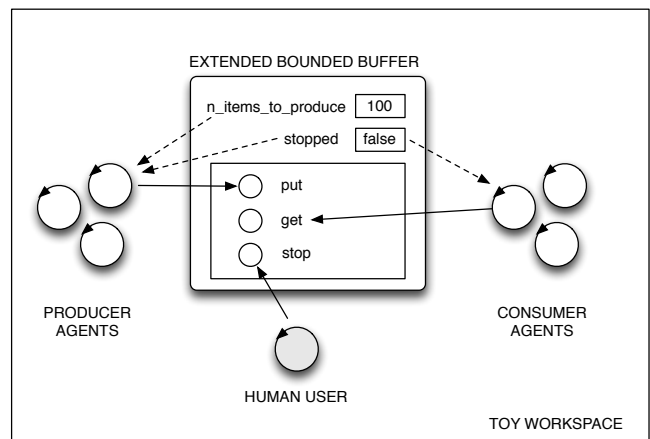 EXTENDED BOUNDED BUFFER
n_items_to_produce 100
stopped false
put
get
stop
PRODUCER
AGENTS
CONSUMER
AGENTS
HUMAN USER
TOY WORKSPACE